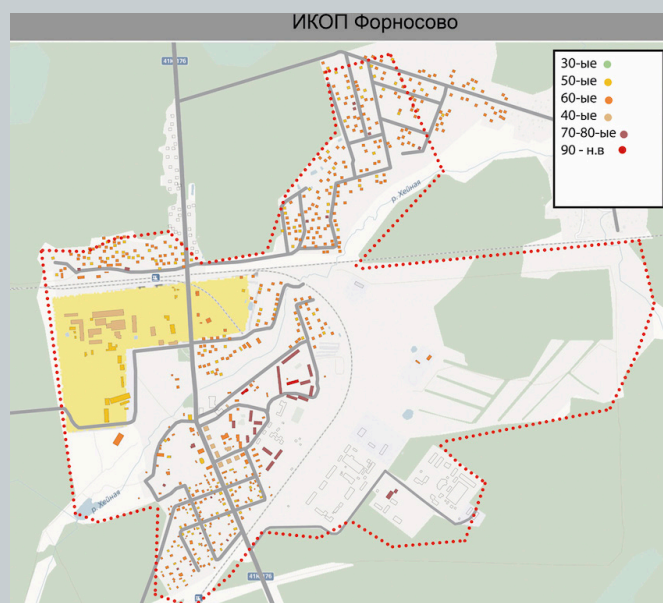 ИКОП Форносово
41К-176
30-ые
50-ые
60-ые
40-ые
70-80-ые
90 - н.в
р. Хейная
р. Хейная
41К-176